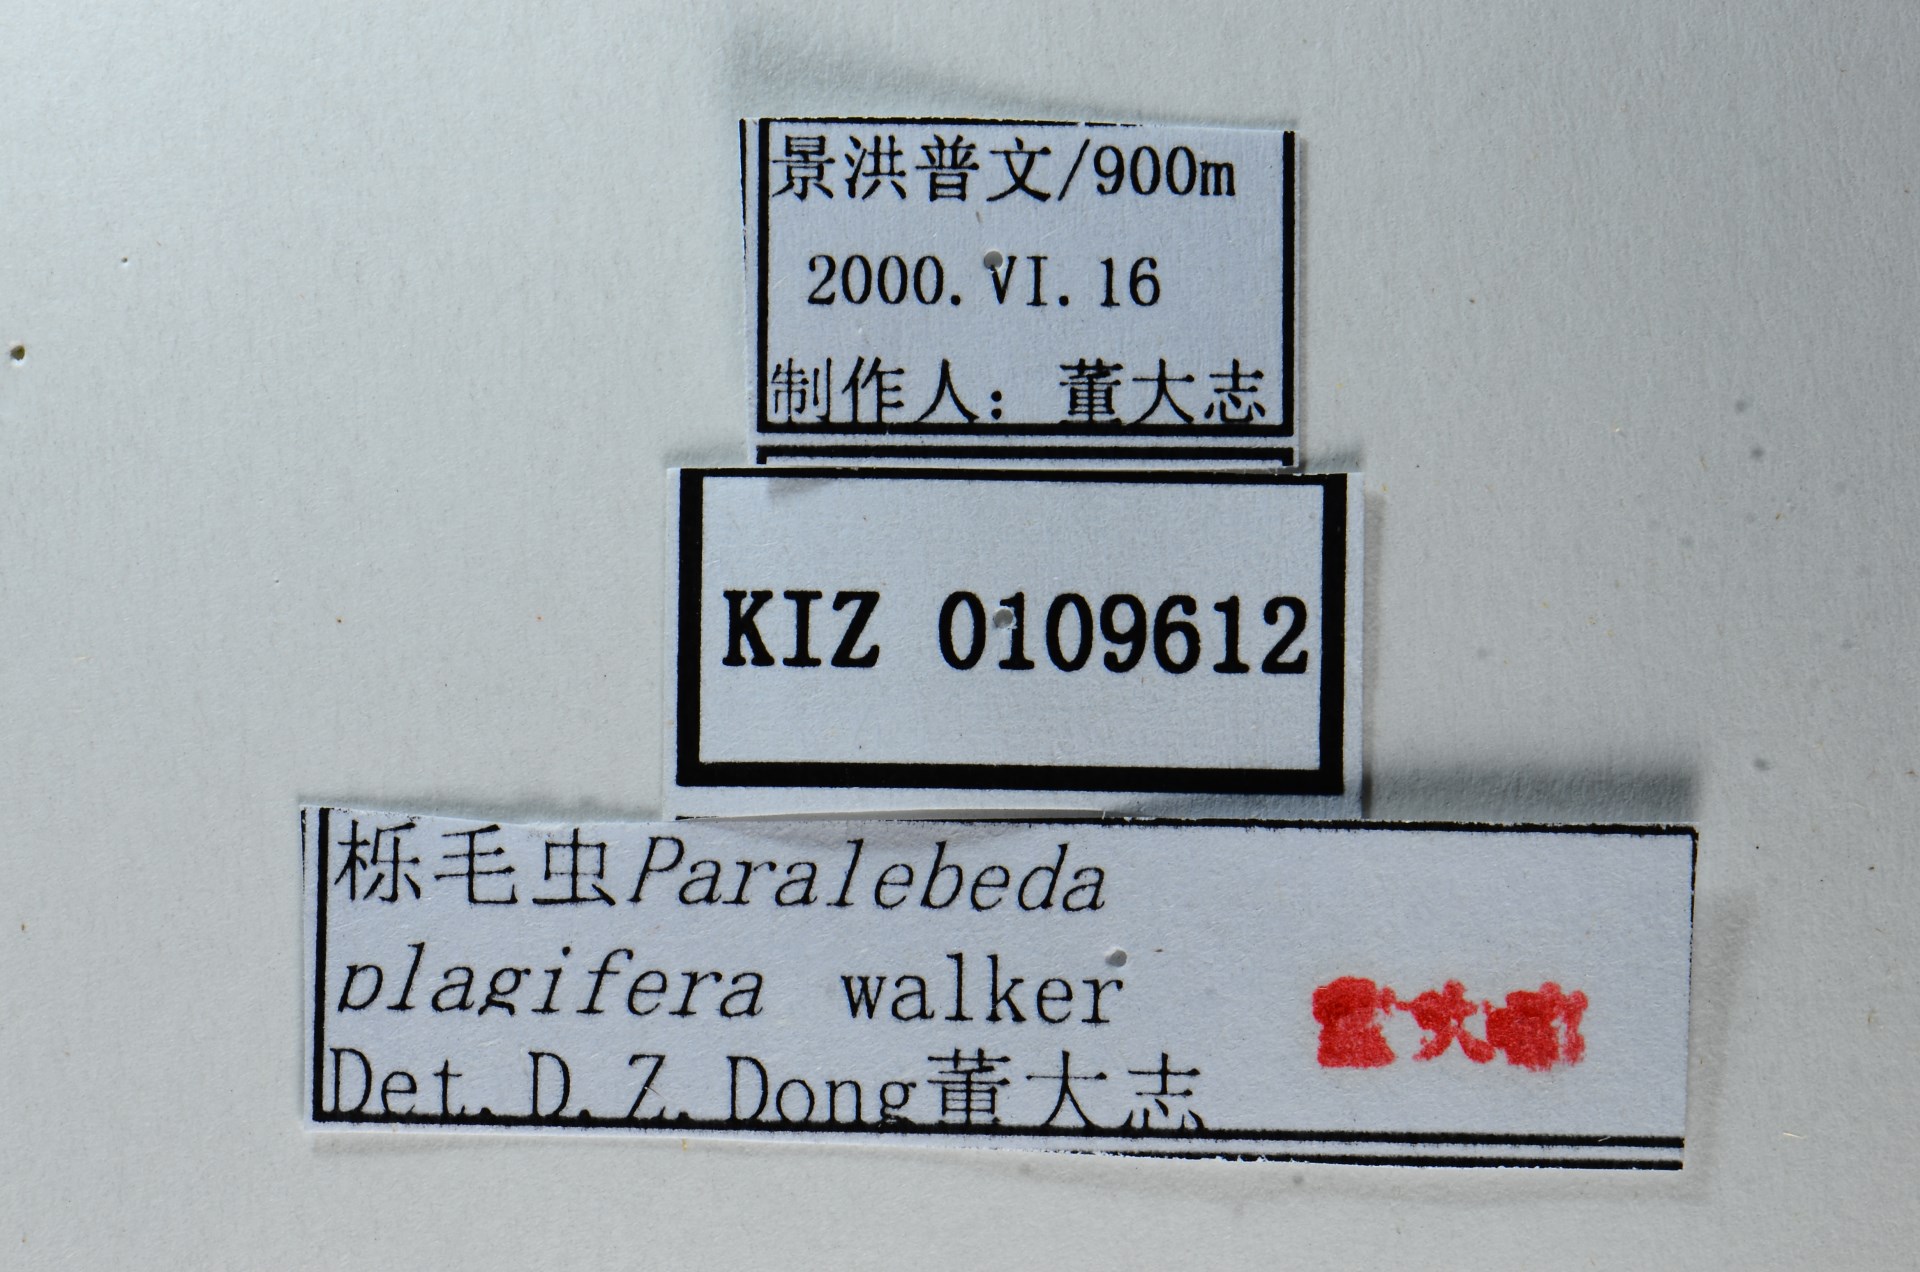 景洪普文/900m
2000.VI.16
制作人：董大志
KIZ 0109612
栎毛虫Paralebeda
plagifera walker
Det.D.Z.Dong董大志